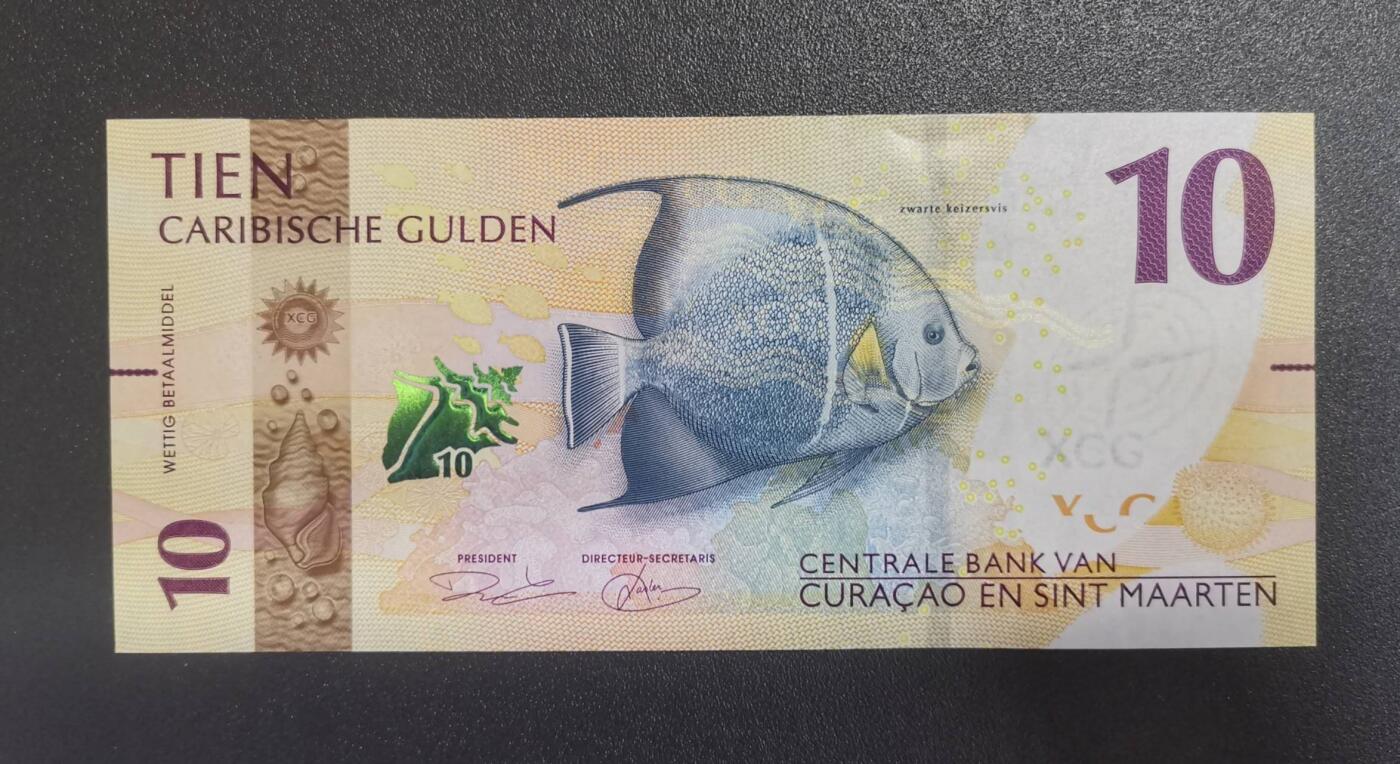 TIEN
CARIBISCHE GULDEN
zwarte keizersvis
10
XCG
WETTIG BETAALMIDDEL
10
XCG
XCG
10
PRESIDENT
DIRECTEUR-SECRETARIS
CENTRALE BANK VAN
CURAÇAO EN SINT MAARTEN